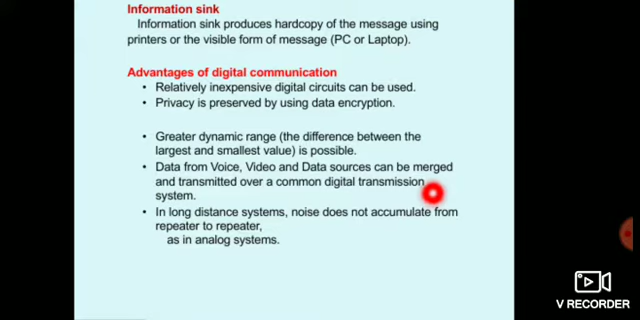 Information sink
Information sink produces hardcopy of the message using
printers or the visible form of message (PC or Laptop).
Advantages of digital communication
• Relatively inexpensive digital circuits can be used.
• Privacy is preserved by using data encryption.
• Greater dynamic range (the difference between the
largest and smallest value) is possible.
• Data from Voice, Video and Data sources can be merged
and transmitted over a common digital transmission
system.
• In long distance systems, noise does not accumulate from
repeater to repeater,
as in analog systems.
V RECORDER